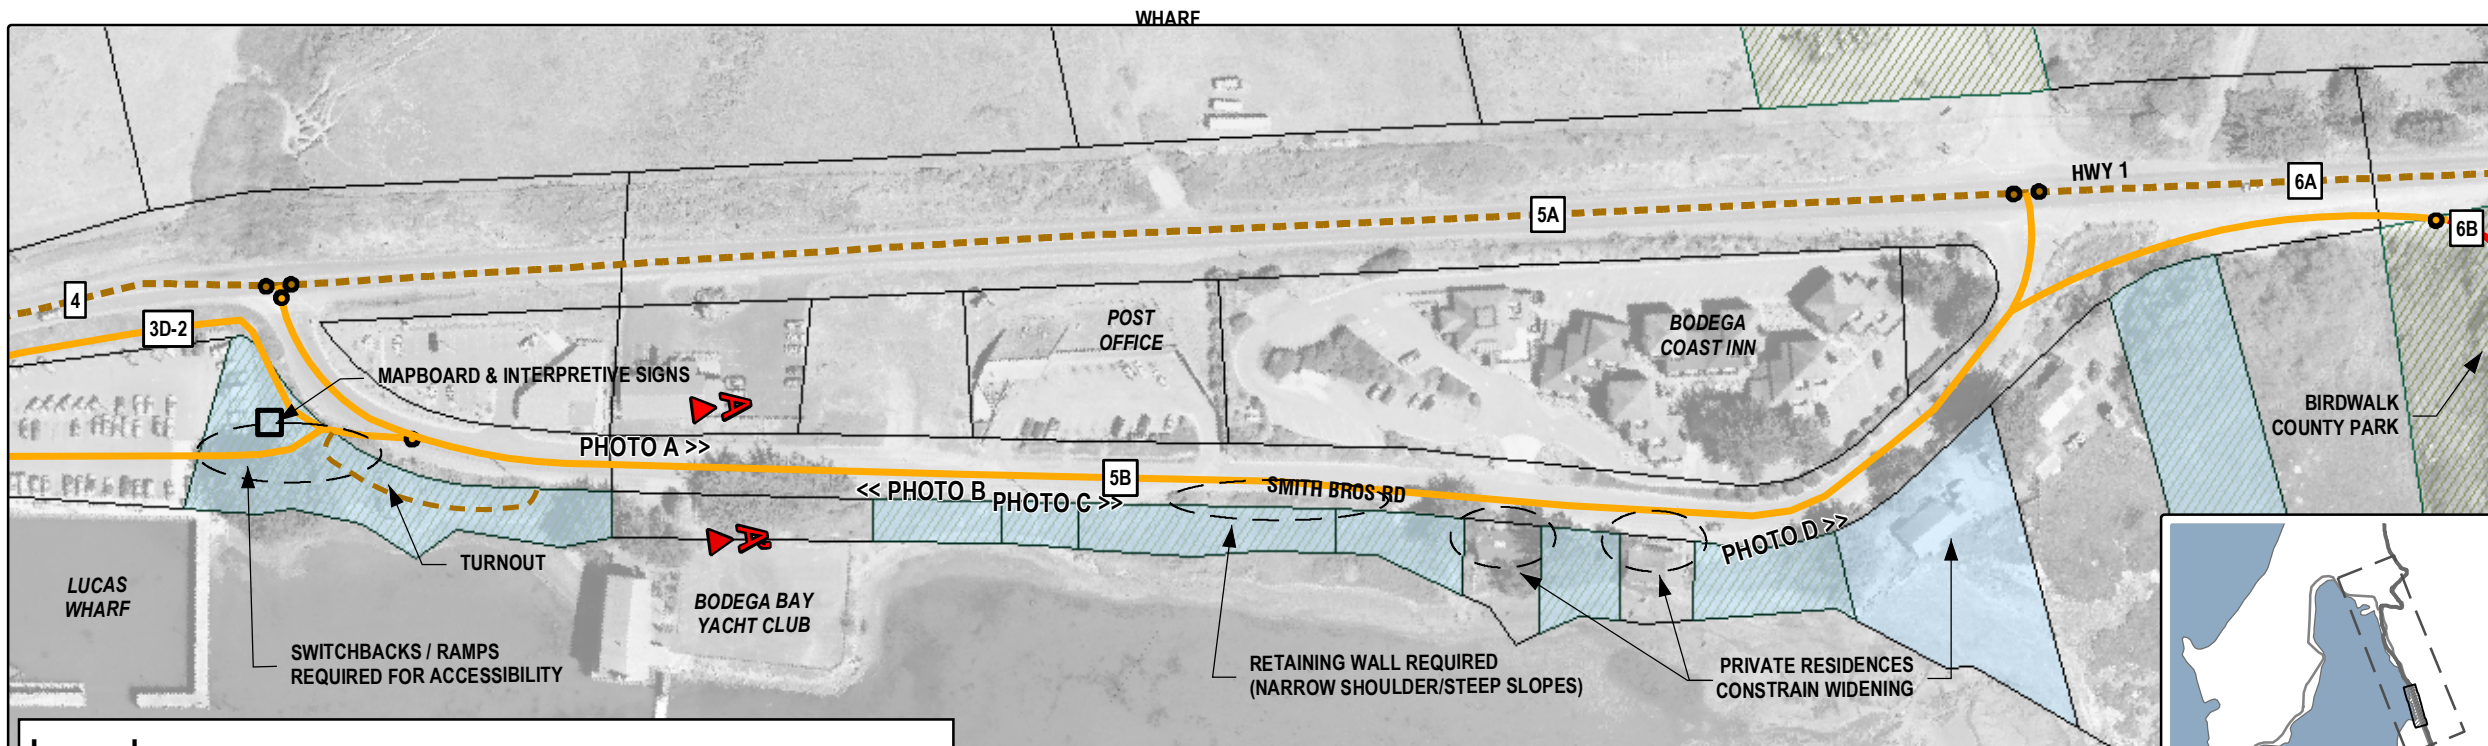 WHARF
HWY 1
6A
5A
6B
4
3D-2
POST
OFFICE
BODEGA
COAST INN
MAPBOARD & INTERPRETIVE SIGNS
A
BIRDWALK
COUNTY PARK
PHOTO A >>
5B
<< PHOTO B
PHOTO C >>
SMITH BROS RD
PHOTO D >>
A'
TURNOUT
LUCAS
WHARF
BODEGA BAY
YACHT CLUB
SWITCHBACKS / RAMPS
REQUIRED FOR ACCESSIBILITY
RETAINING WALL REQUIRED
(NARROW SHOULDER/STEEP SLOPES)
PRIVATE RESIDENCES
CONSTRAIN WIDENING